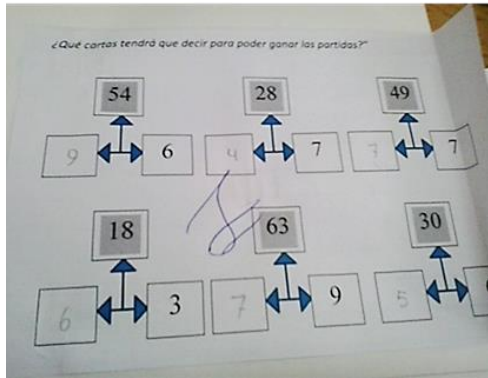 ¿Qué cartas tendrá que decir para poder ganar las partidas?"
54 28 49
9 6 4 7 7 7
18 63 30
6 3 7 9 5